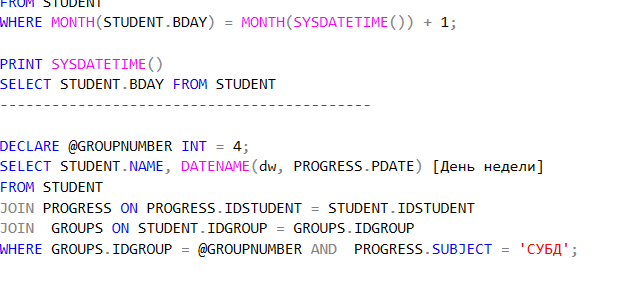 FROM STUDENT
WHERE MONTH(STUDENT.BDAY) = MONTH(SYSDATETIME()) + 1;
PRINT SYSDATETIME()
SELECT STUDENT.BDAY FROM STUDENT
-------------------------------------------
DECLARE @GROUPNUMBER INT = 4;
SELECT STUDENT.NAME, DATENAME(dw, PROGRESS.PDATE) [День недели]
FROM STUDENT
JOIN PROGRESS ON PROGRESS.IDSTUDENT = STUDENT.IDSTUDENT
JOIN  GROUPS ON STUDENT.IDGROUP = GROUPS.IDGROUP
WHERE GROUPS.IDGROUP = @GROUPNUMBER AND  PROGRESS.SUBJECT = 'СУБД';